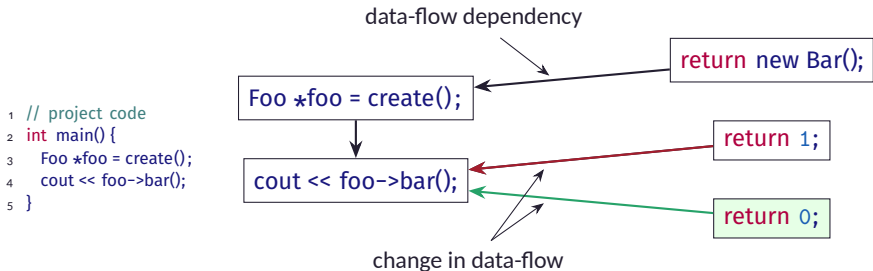 data-flow dependency
return new Bar();
Foo *foo = create();
1 // project code
2 int main() {
3 Foo *foo = create();
4 cout << foo->bar();
5 }
return 1;
cout << foo->bar();
return 0;
change in data-flow